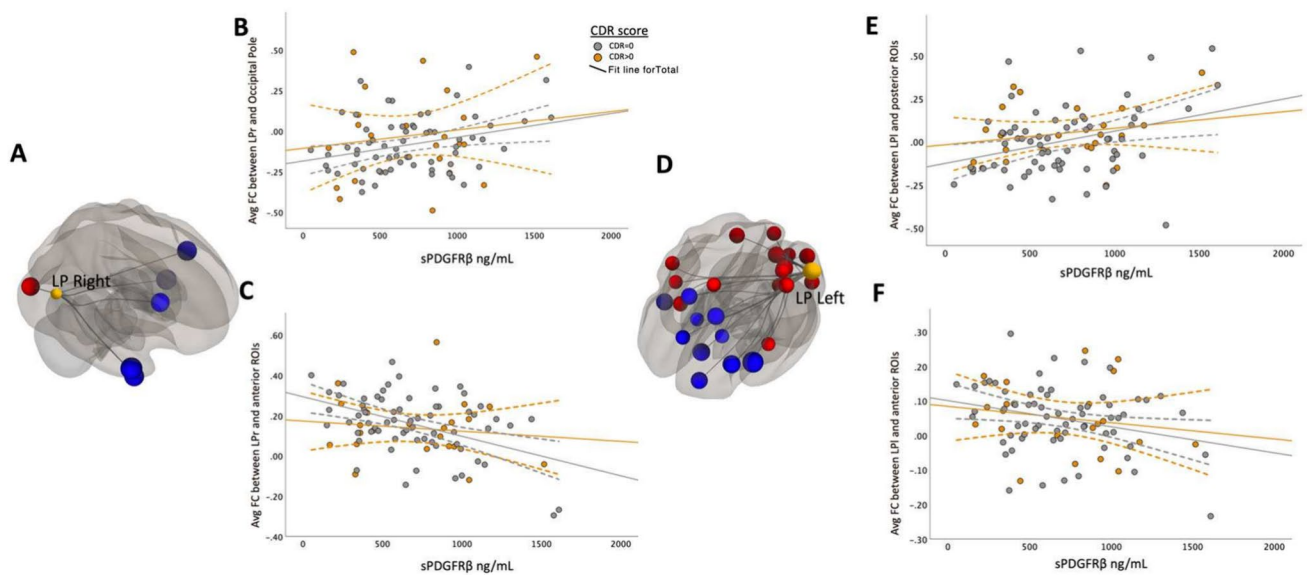 A
LP Right
B
Avg FC between LPr and Occipital Pole
.50
.25
.00
-.25
-.50
0 500 1000 1500 2000
sPDGFRβ ng/mL
CDR score
CDR=0
CDR>0
Fit line forTotal
C
Avg FC between LPr and anterior ROIs
.60
.40
.20
.00
-.20
-.40
0 500 1000 1500 2000
sPDGFRβ ng/mL
D
LP Left
E
Avg FC between LPl and posterior ROIs
.50
.25
.00
-.25
-.50
0 500 1000 1500 2000
sPDGFRβ ng/mL
F
Avg FC between LPl and anterior ROIs
.30
.20
.10
.00
-.10
.20
.30
0 500 1000 1500 2000
sPDGFRβ ng/mL